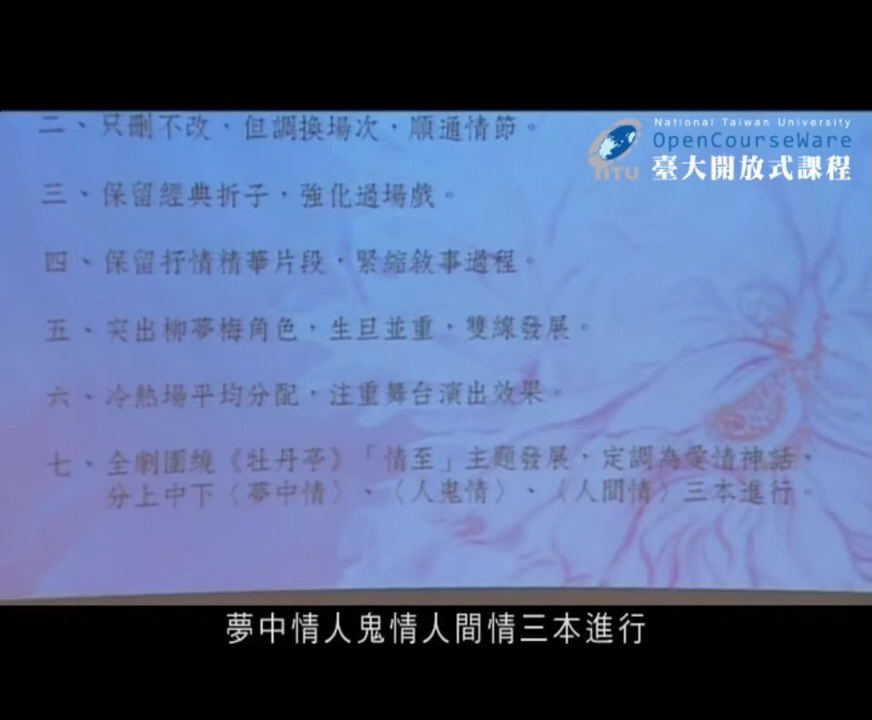 二、只刪不改，但調換場次，順通情節。
National Taiwan University
OpenCourseWare
NTU 臺大開放式課程
三、保留經典折子，強化過場戲。
四、保留抒情精華片段，緊縮敘事過程。
五、突出柳夢梅角色，生旦並重，雙線發展。
六、冷熱場平均分配，注重舞台演出效果。
七、全劇圍繞《牡丹亭》「情至」主題發展，定調為愛情神話，
分上中下〈夢中情〉、〈人鬼情〉、〈人間情〉三本進行。
夢中情人鬼情人間情三本進行